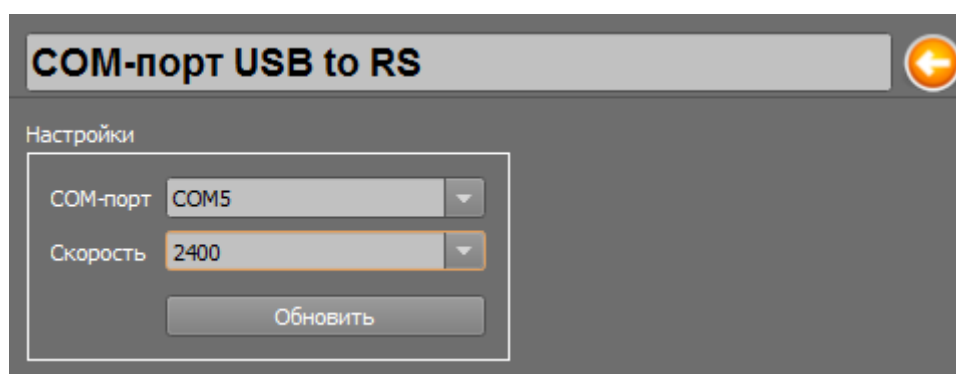 COM-порт USB to RS
Настройки
COM-порт COM5
Скорость 2400
Обновить